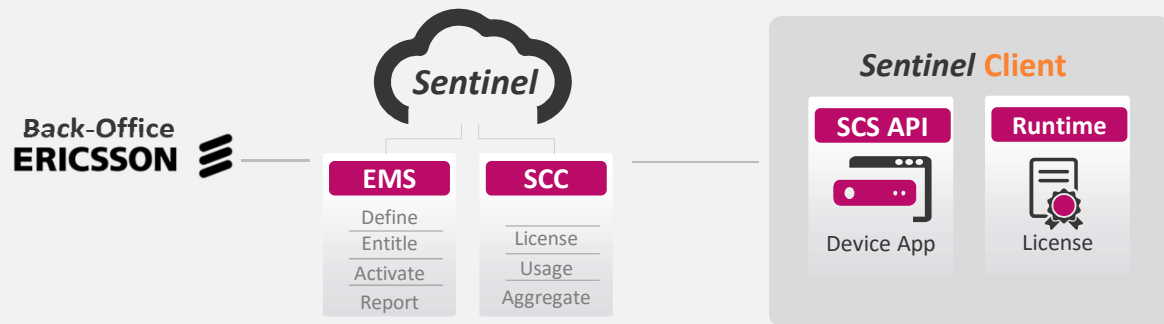 Sentinel
Back-Office
ERICSSON
EMS
Define
Entitle
Activate
Report
SCC
License
Usage
Aggregate
Sentinel Client
SCS API
Device App
Runtime
License